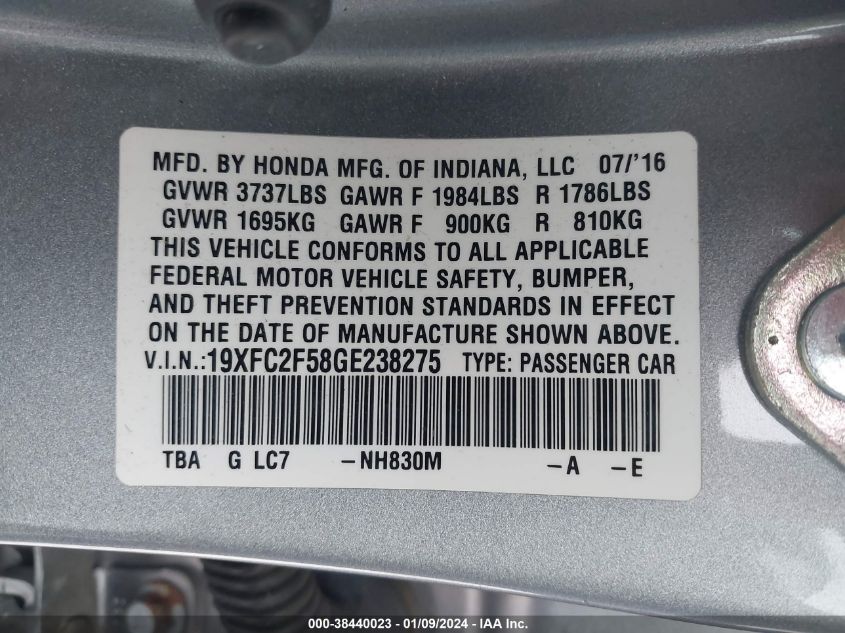 MFD. BY HONDA MFG. OF INDIANA, LLC 07/'16
GVWR 3737LBS GAWR F 1984LBS R 1786LBS
GVWR 1695KG GAWR F 900KG R 810KG
THIS VEHICLE CONFORMS TO ALL APPLICABLE
FEDERAL MOTOR VEHICLE SAFETY, BUMPER,
AND THEFT PREVENTION STANDARDS IN EFFECT
ON THE DATE OF MANUFACTURE SHOWN ABOVE.
V.I.N.:19XFC2F58GE238275 TYPE: PASSENGER CAR
TBA G LC7 -NH830M -A -E
000-38440023 - 01/09/2024 - IAA Inc.